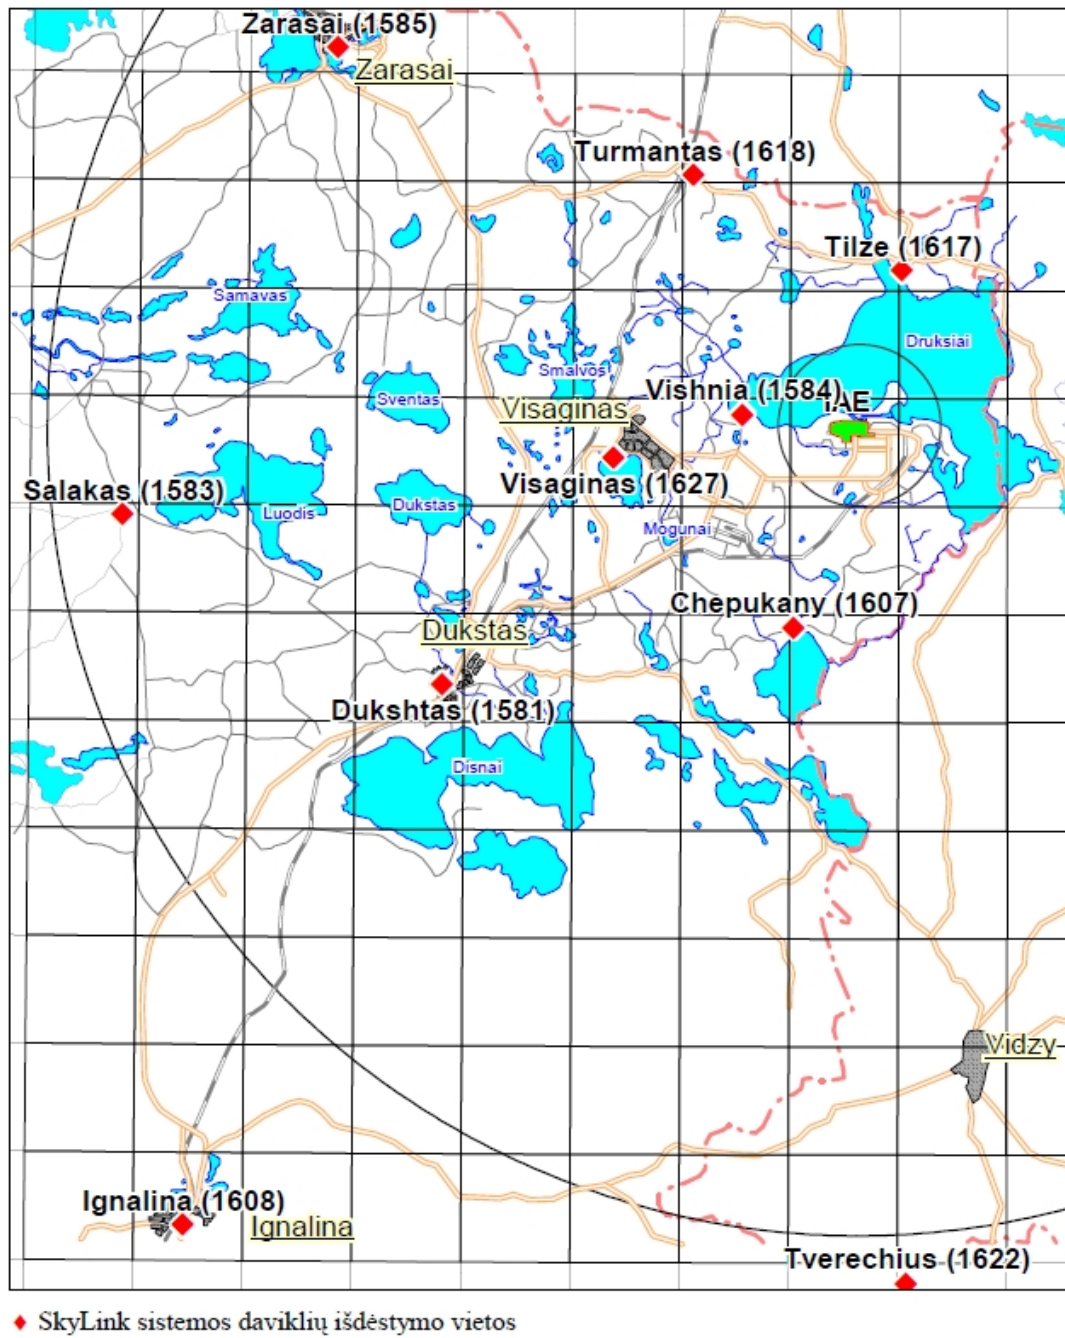 Zarasai (1585)
Zarasai
Turmantas (1618)
Tilze (1617)
Samavas
Druksiai
Smalvos
Vishnia (1584)
IAE
Sventas
Visaginas
Salakas (1583)
Visaginas (1627)
Luodis
Dukstas
Mogunai
Chepukany (1607)
Dukstas
Dukshtas (1581)
Disnai
Vidzy
Ignalina (1608)
Ignalina
Tverechius (1622)
♦ SkyLink sistemos daviklių išdėstymo vietos